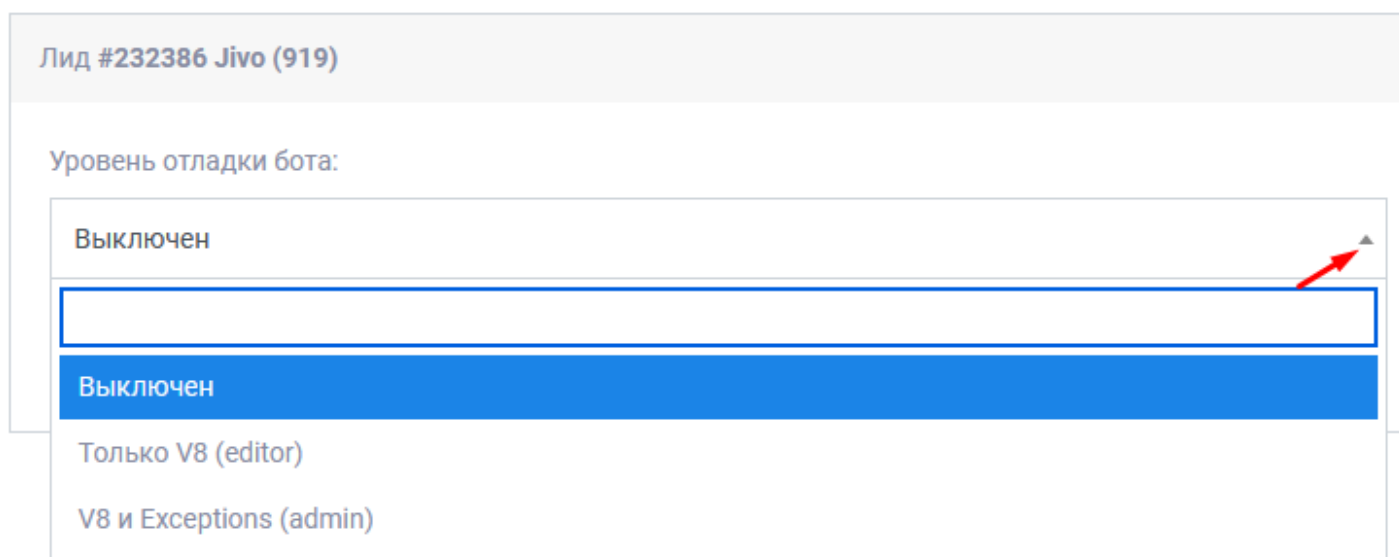 Лид #232386 Jivo (919)
Уровень отладки бота:
Выключен
Выключен
Только V8 (editor)
V8 и Exceptions (admin)